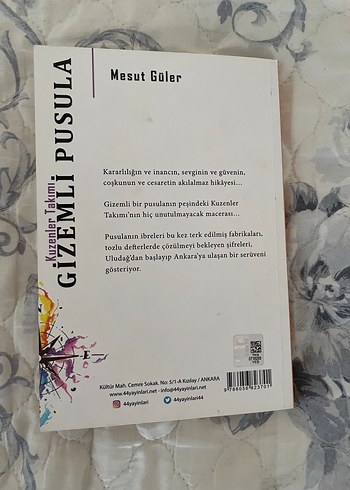 Mesut Güler
Kuzenler Takımı
GİZEMLİ PUSULA
Kararlılığın ve inancın, sevginin ve güvenin,
coşkunun ve cesaretin akılalmaz hikâyesi...
Gizemli bir pusulanın peşindeki Kuzenler
Takımı'nın hiç unutulmayacak macerası...
Pusulanın ibreleri bu kez terk edilmiş fabrikaları,
tozlu defterlerde çözülmeyi bekleyen şifreleri,
Uludağ'dan başlayıp Ankara'ya ulaşan bir serüveni
gösteriyor.
E
Kültür Mah. Cemre Sokak. No: 5/1-A Kızılay / ANKARA
www.44yayinlari.net - info@44yayinlari.net
44yayinlari
44yayinlari44